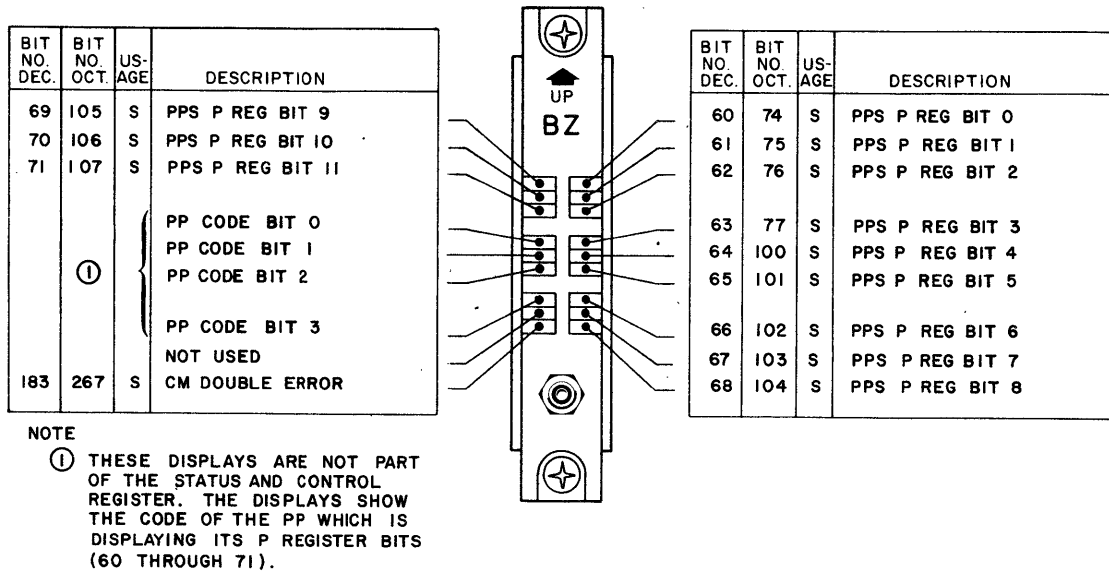 BIT NO. DEC. BIT NO. OCT. US-AGE DESCRIPTION
69 105 S PPS P REG BIT 9
70 106 S PPS P REG BIT 10
71 107 S PPS P REG BIT 11
PP CODE BIT 0
PP CODE BIT 1
① PP CODE BIT 2
PP CODE BIT 3
NOT USED
183 267 S CM DOUBLE ERROR
NOTE
① THESE DISPLAYS ARE NOT PART
OF THE STATUS AND CONTROL
REGISTER. THE DISPLAYS SHOW
THE CODE OF THE PP WHICH IS
DISPLAYING ITS P REGISTER BITS
(60 THROUGH 71).
UP
BZ
BIT NO. DEC. BIT NO. OCT. US-AGE DESCRIPTION
60 74 S PPS P REG BIT 0
61 75 S PPS P REG BIT 1
62 76 S PPS P REG BIT 2
63 77 S PPS P REG BIT 3
64 100 S PPS P REG BIT 4
65 101 S PPS P REG BIT 5
66 102 S PPS P REG BIT 6
67 103 S PPS P REG BIT 7
68 104 S PPS P REG BIT 8